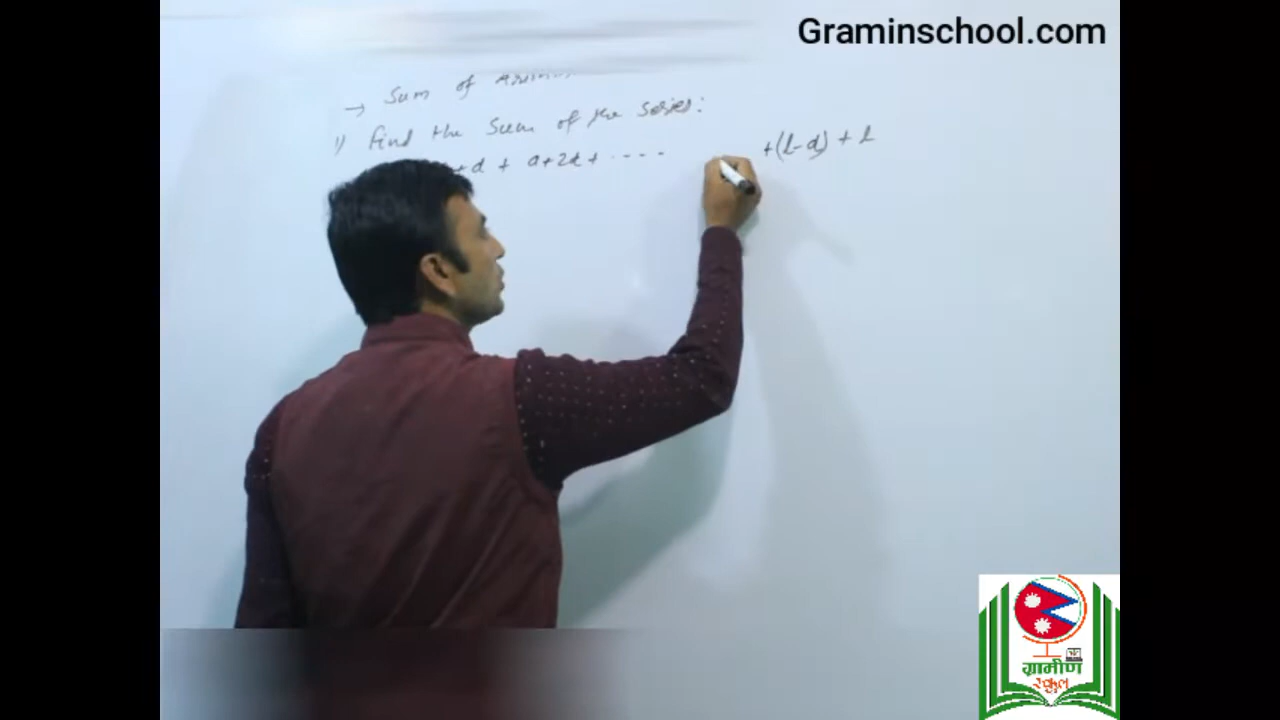 Graminschool.com
→ Sum of
1) Find the Sum of the series:
+d + a+2d + ---- +(l-d) + l
ग्रामीण
स्कुल